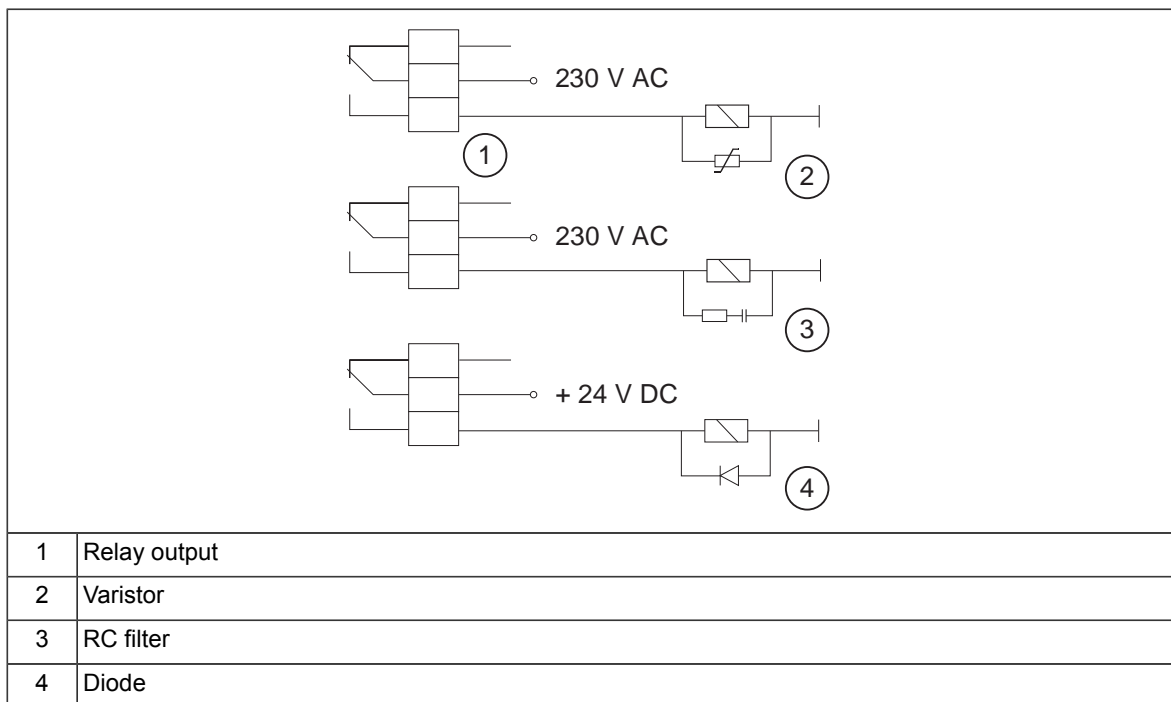 230 V AC
1
2
230 V AC
3
+ 24 V DC
4
1 Relay output
2 Varistor
3 RC filter
4 Diode